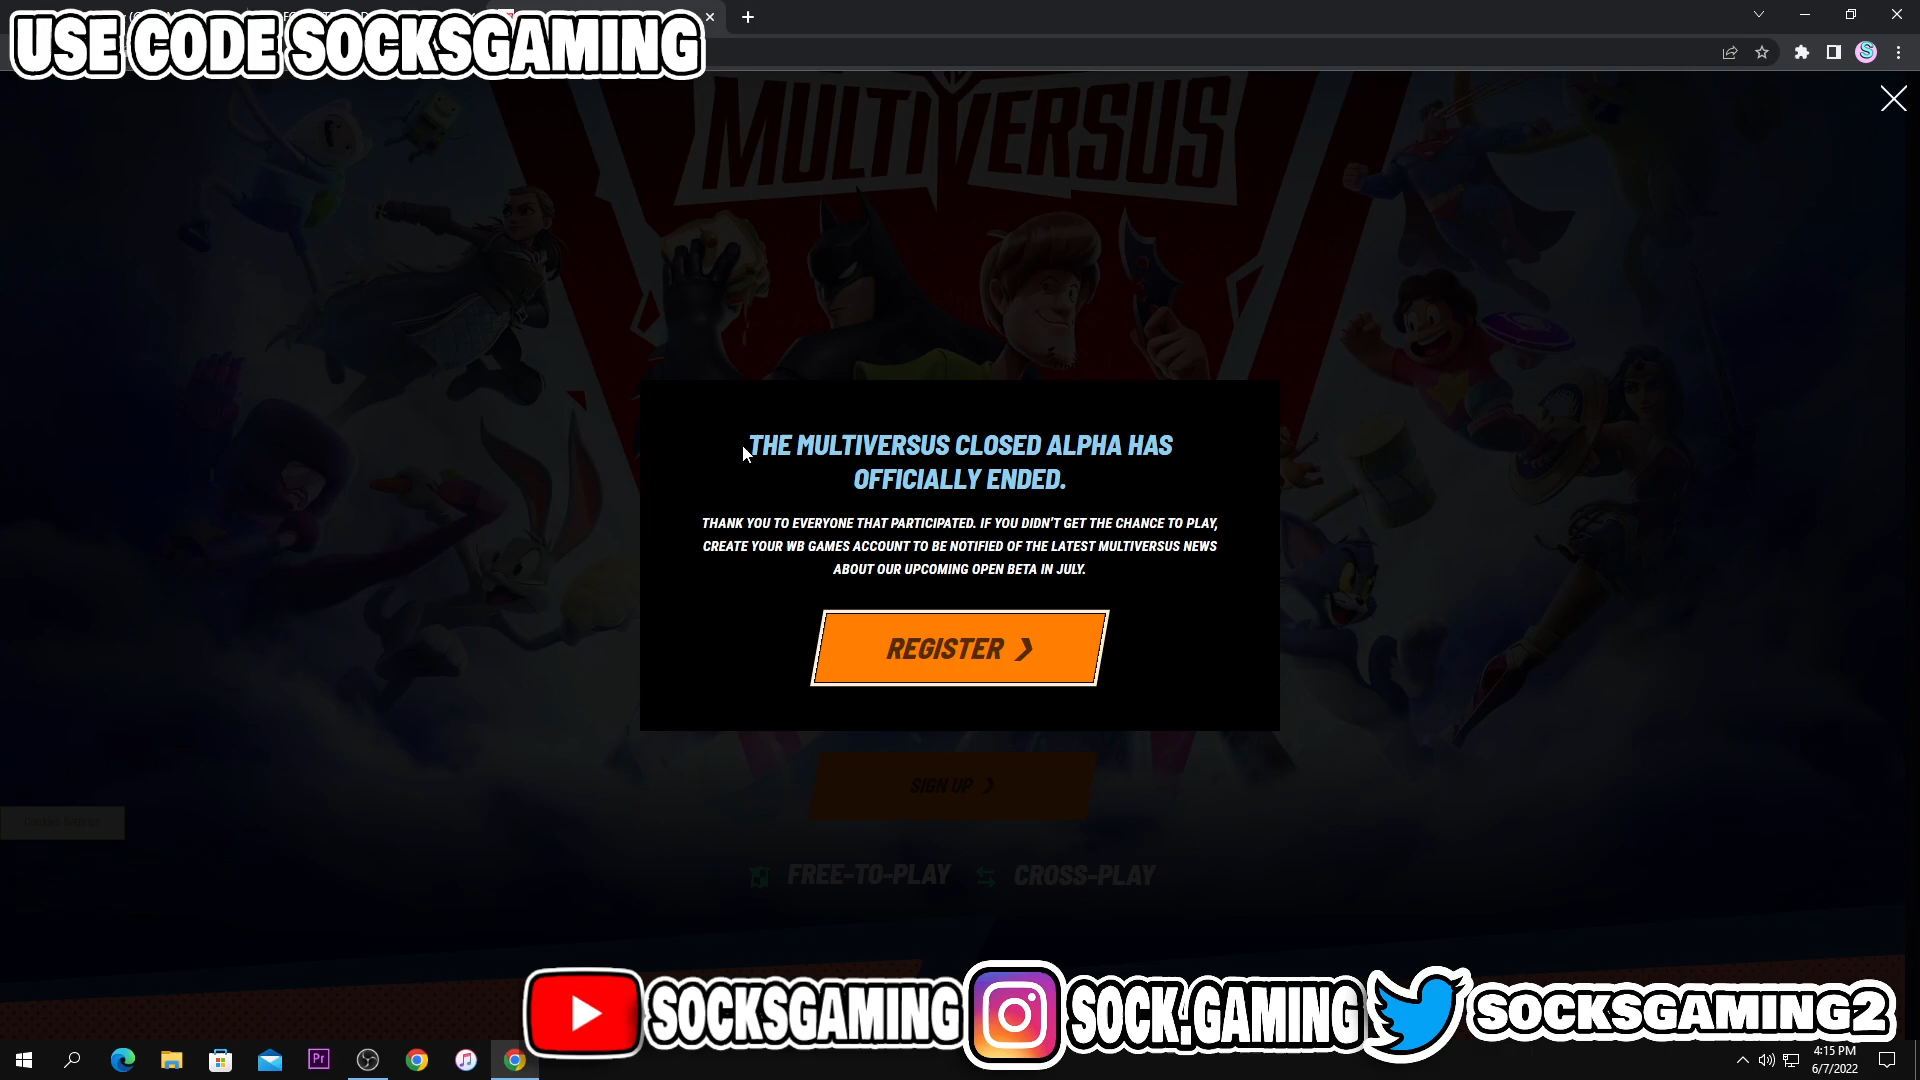 USE CODE SOCKSGAMING
MULTIVERSUS
THE MULTIVERSUS CLOSED ALPHA HAS
OFFICIALLY ENDED.
THANK YOU TO EVERYONE THAT PARTICIPATED. IF YOU DIDN'T GET THE CHANCE TO PLAY,
CREATE YOUR WB GAMES ACCOUNT TO BE NOTIFIED OF THE LATEST MULTIVERSUS NEWS
ABOUT OUR UPCOMING OPEN BETA IN JULY.
REGISTER ❯
SIGN UP ❯
Cookies Settings
FREE-TO-PLAY CROSS-PLAY
SOCKSGAMING SOCK.GAMING SOCKSGAMING2
Pr
4:15 PM
6/7/2022